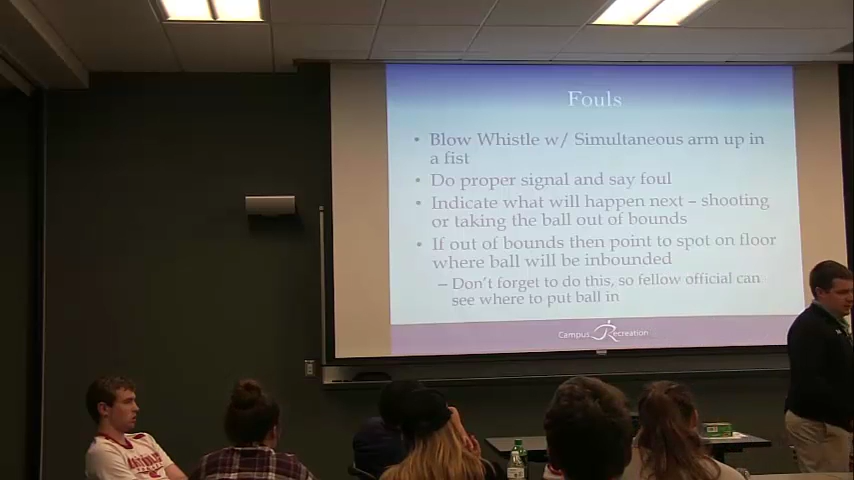 Fouls
• Blow Whistle w/ Simultaneous arm up in
a fist
• Do proper signal and say foul
• Indicate what will happen next – shooting
or taking the ball out of bounds
• If out of bounds then point to spot on floor
where ball will be inbounded
– Don't forget to do this, so fellow official can
see where to put ball in
Campus Recreation